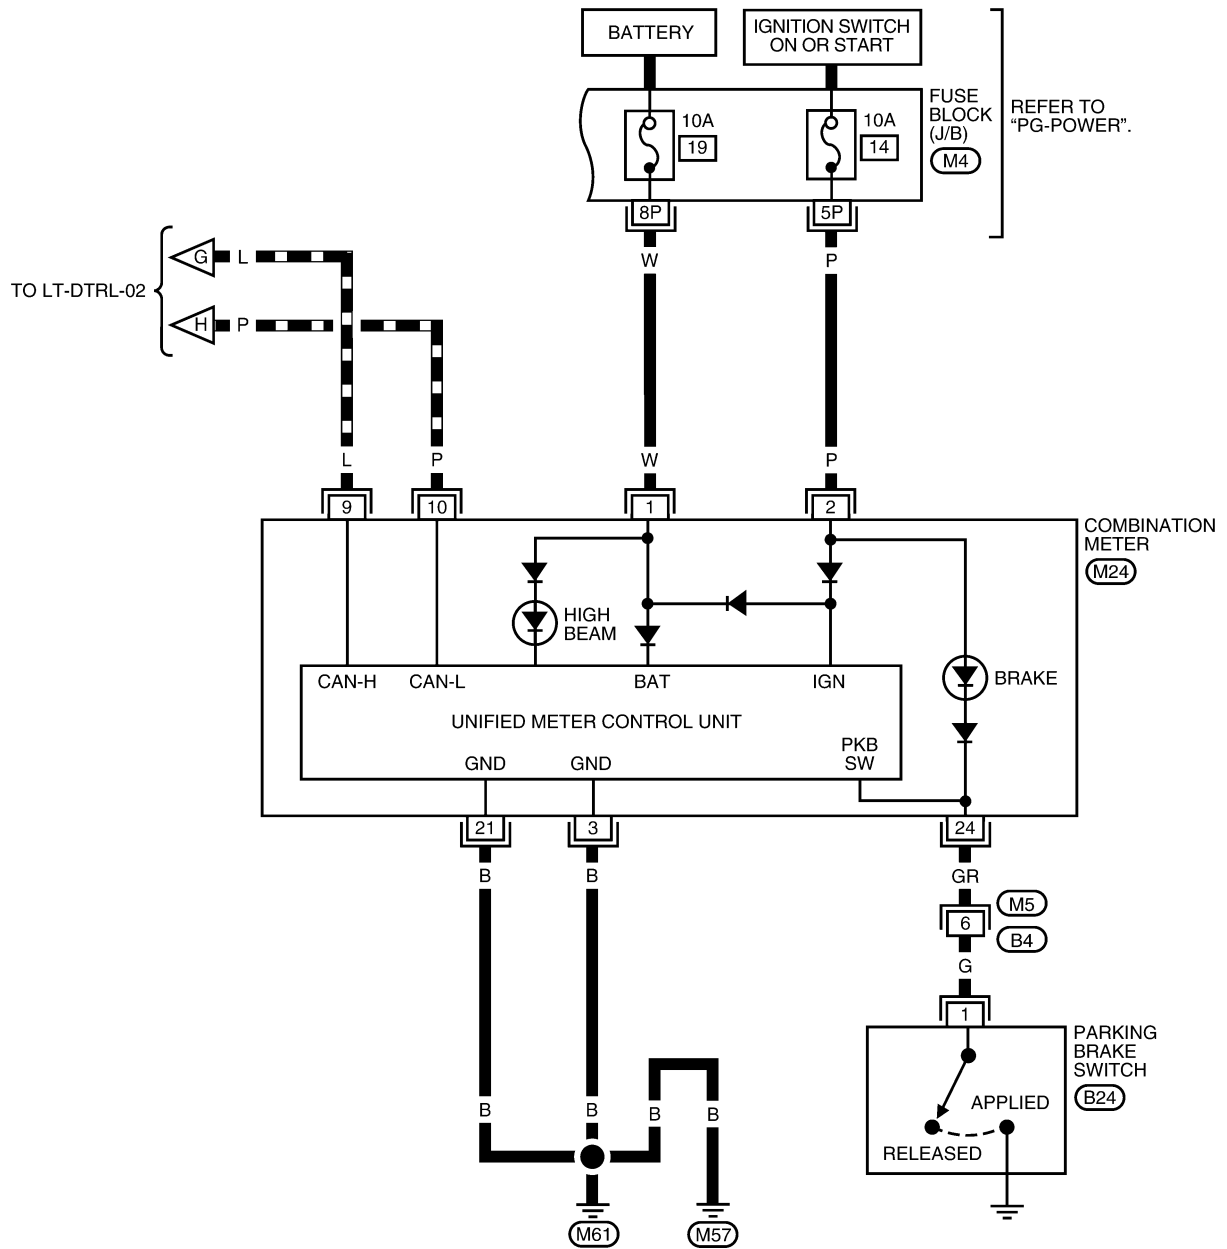 BATTERY
IGNITION SWITCH
ON OR START
10A
19
10A
14
FUSE
BLOCK
(J/B)
M4
REFER TO
“PG-POWER”.
8P
5P
W
P
TO LT-DTRL-02
G
L
H
P
L
P
W
P
9
10
1
2
COMBINATION
METER
M24
HIGH
BEAM
BRAKE
CAN-H
CAN-L
BAT
IGN
UNIFIED METER CONTROL UNIT
GND
GND
PKB
SW
21
3
24
B
B
GR
M5
6
B4
G
1
PARKING
BRAKE
SWITCH
B24
APPLIED
RELEASED
B
B
B
B
M61
M57